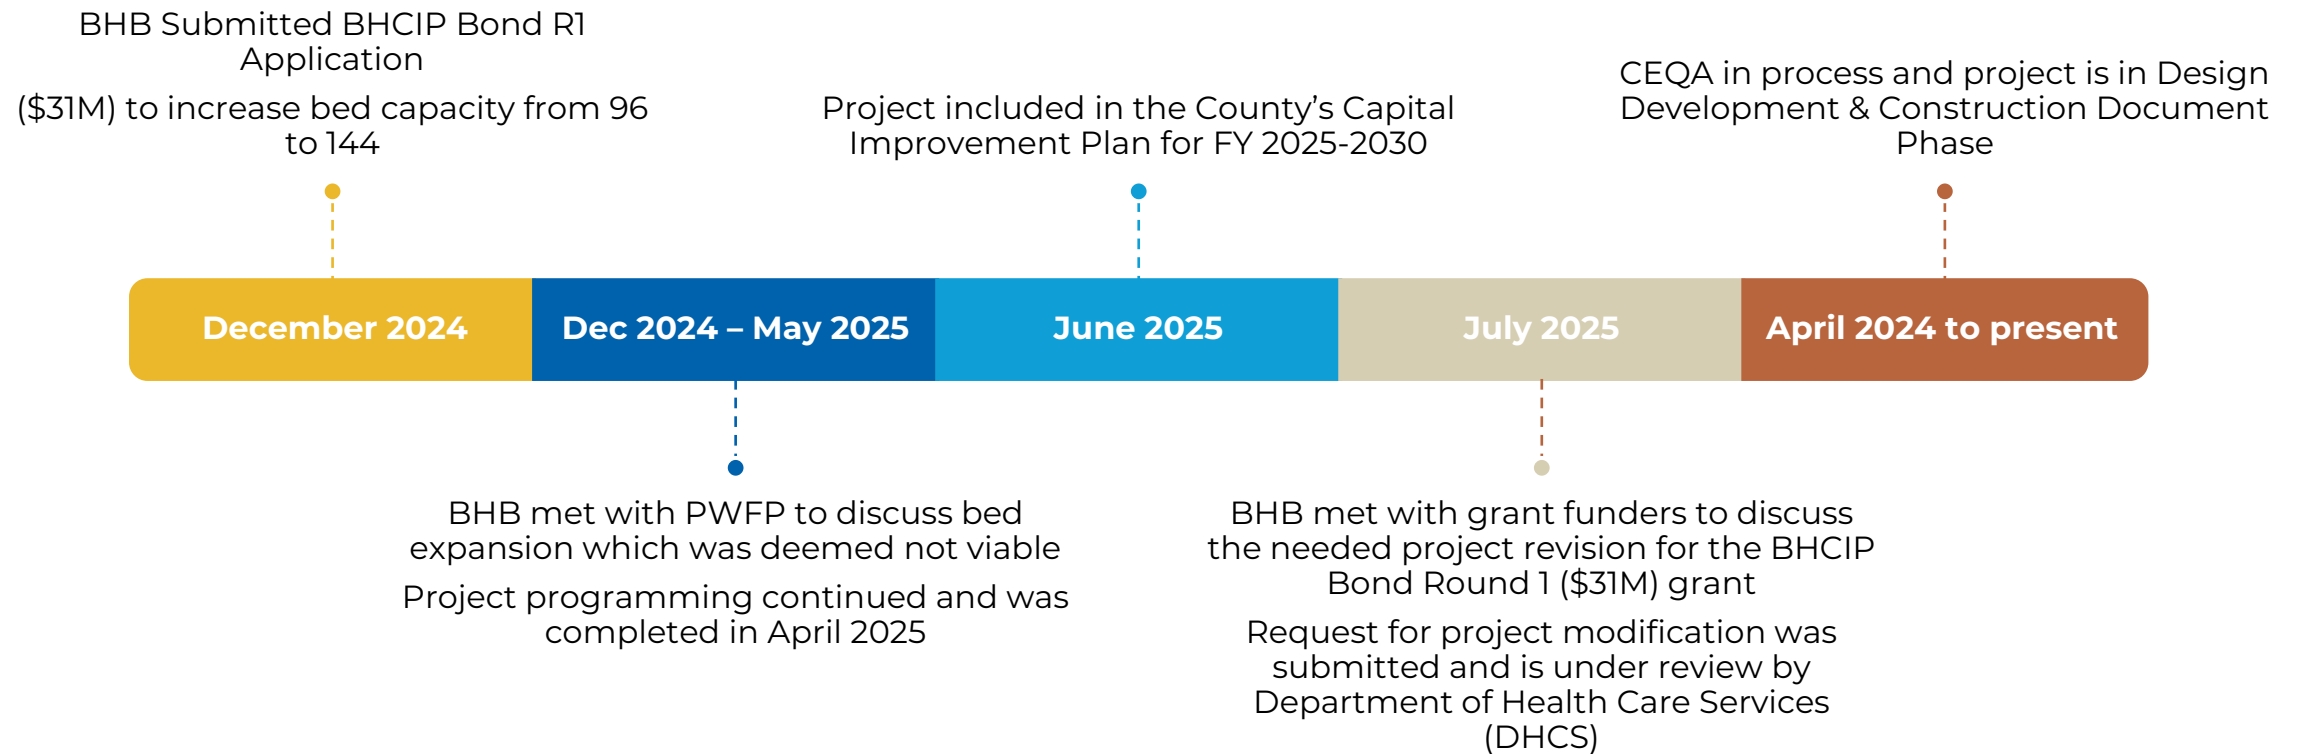 BHB Submitted BHCIP Bond R1
Application
($31M) to increase bed capacity from 96
to 144
Project included in the County’s Capital
Improvement Plan for FY 2025-2030
CEQA in process and project is in Design
Development & Construction Document
Phase
December 2024
Dec 2024 – May 2025
June 2025
July 2025
April 2024 to present
BHB met with PWFP to discuss bed
expansion which was deemed not viable
Project programming continued and was
completed in April 2025
BHB met with grant funders to discuss
the needed project revision for the BHCIP
Bond Round 1 ($31M) grant
Request for project modification was
submitted and is under review by
Department of Health Care Services
(DHCS)